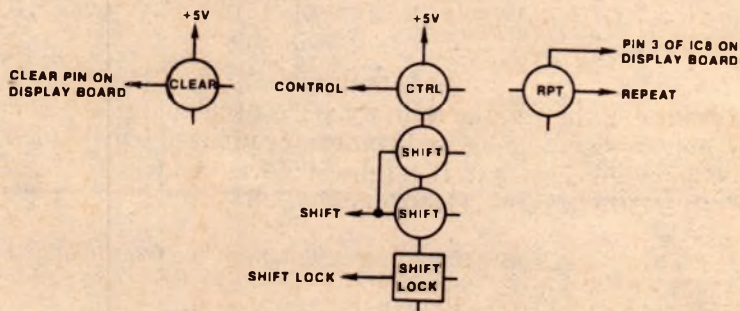 +5V
CLEAR PIN ON
DISPLAY BOARD
CLEAR
+5V
CONTROL
CTRL
SHIFT
SHIFT
SHIFT
SHIFT LOCK
SHIFT
LOCK
PIN 3 OF IC8 ON
DISPLAY BOARD
RPT
REPEAT